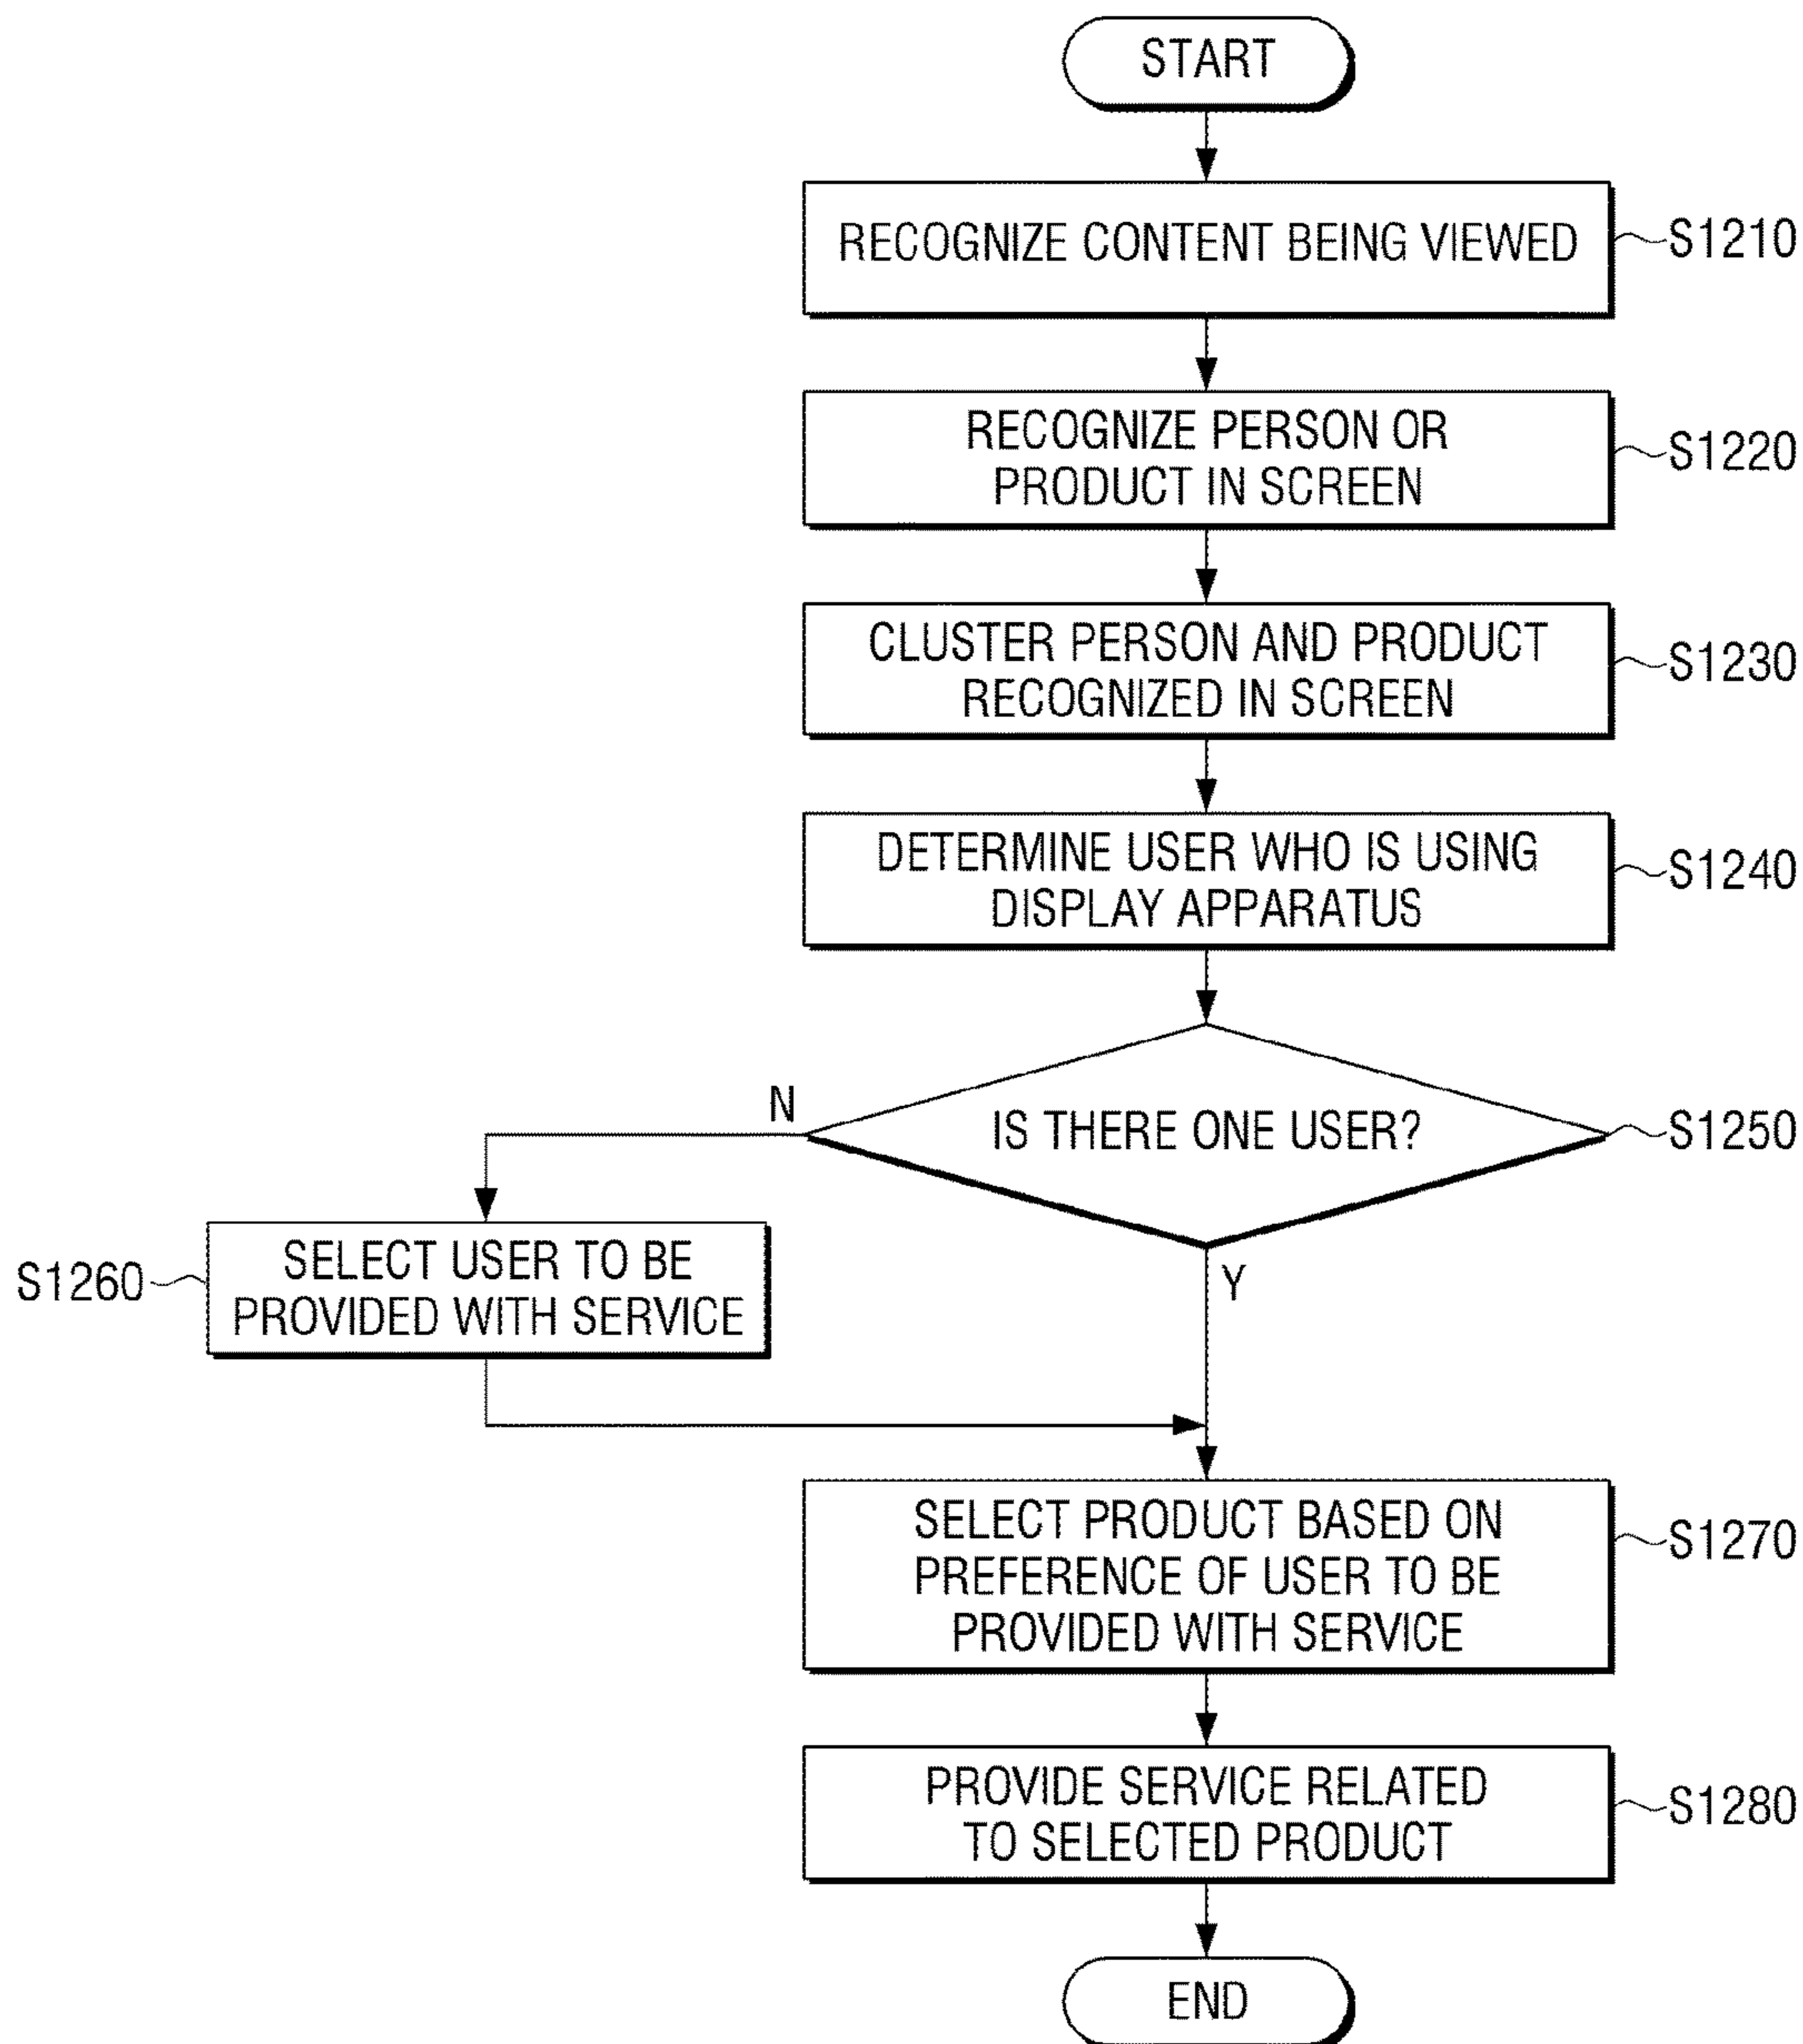 START
RECOGNIZE CONTENT BEING VIEWED
S1210
RECOGNIZE PERSON OR
PRODUCT IN SCREEN
S1220
CLUSTER PERSON AND PRODUCT
RECOGNIZED IN SCREEN
S1230
DETERMINE USER WHO IS USING
DISPLAY APPARATUS
S1240
IS THERE ONE USER?
S1250
N
Y
S1260
SELECT USER TO BE
PROVIDED WITH SERVICE
SELECT PRODUCT BASED ON
PREFERENCE OF USER TO BE
PROVIDED WITH SERVICE
S1270
PROVIDE SERVICE RELATED
TO SELECTED PRODUCT
S1280
END